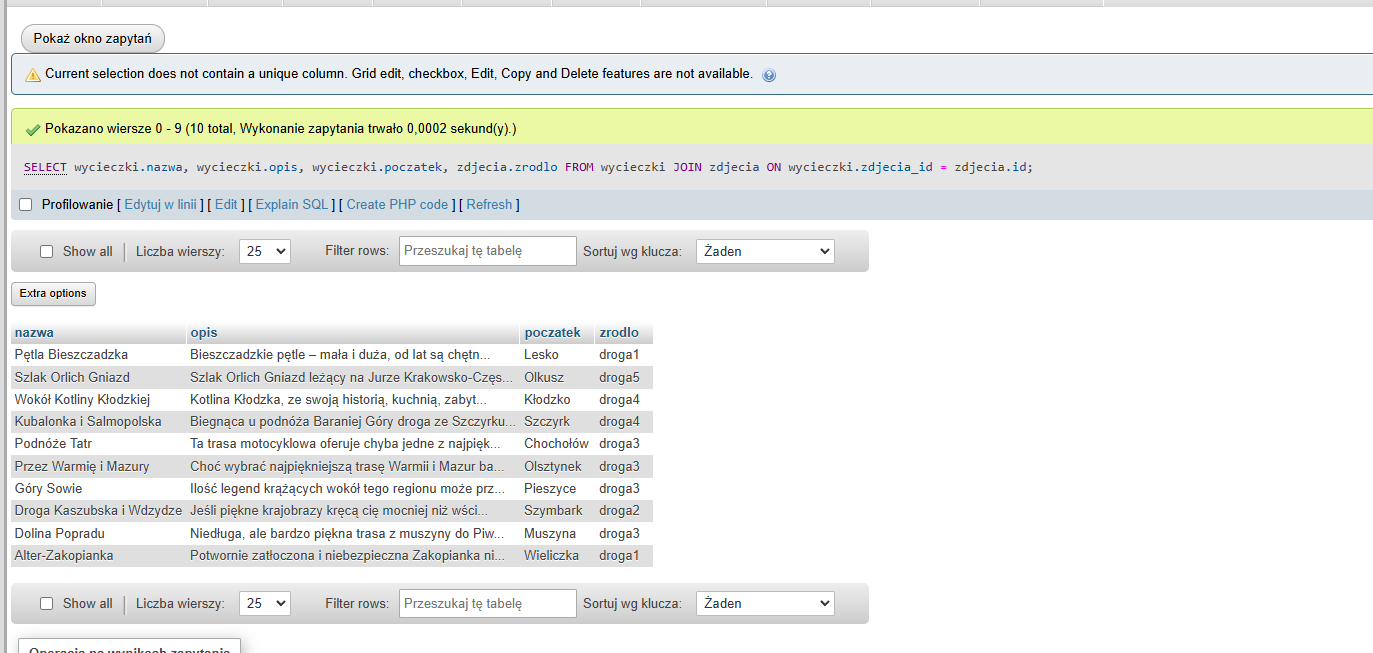 Pokaż okno zapytań
Current selection does not contain a unique column. Grid edit, checkbox, Edit, Copy and Delete features are not available.
Pokazano wiersze 0 - 9 (10 total, Wykonanie zapytania trwało 0,0002 sekund(y).)
SELECT wycieczki.nazwa, wycieczki.opis, wycieczki.poczatek, zdjecia.zrodlo FROM wycieczki JOIN zdjecia ON wycieczki.zdjecia_id = zdjecia.id;
Profilowanie [ Edytuj w linii ] [ Edit ] [ Explain SQL ] [ Create PHP code ] [ Refresh ]
Show all | Liczba wierszy: 25 Filter rows: Przeszukaj tę tabelę Sortuj wg klucza: Żaden
Extra options
nazwa opis poczatek zrodlo
Pętla Bieszczadzka Bieszczadzkie pętle – mała i duża, od lat są chętn... Lesko droga1
Szlak Orlich Gniazd Szlak Orlich Gniazd leżący na Jurze Krakowsko-Częs... Olkusz droga5
Wokół Kotliny Kłodzkiej Kotlina Kłodzka, ze swoją historią, kuchnią, zabyt... Kłodzko droga4
Kubalonka i Salmopolska Biegnąca u podnóża Baraniej Góry droga ze Szczyrku... Szczyrk droga4
Podnóże Tatr Ta trasa motocyklowa oferuje chyba jedne z najpięk... Chochołów droga3
Przez Warmię i Mazury Choć wybrać najpiękniejszą trasę Warmii i Mazur ba... Olsztynek droga3
Góry Sowie Ilość legend krążących wokół tego regionu może prz... Pieszyce droga3
Droga Kaszubska i Wdzydze Jeśli piękne krajobrazy kręcą cię mocniej niż wści... Szymbark droga2
Dolina Popradu Niedługa, ale bardzo piękna trasa z muszyny do Piw... Muszyna droga3
Alter-Zakopianka Potwornie zatłoczona i niebezpieczna Zakopianka ni... Wieliczka droga1
Show all | Liczba wierszy: 25 Filter rows: Przeszukaj tę tabelę Sortuj wg klucza: Żaden
Operacja na wynikach zapytania